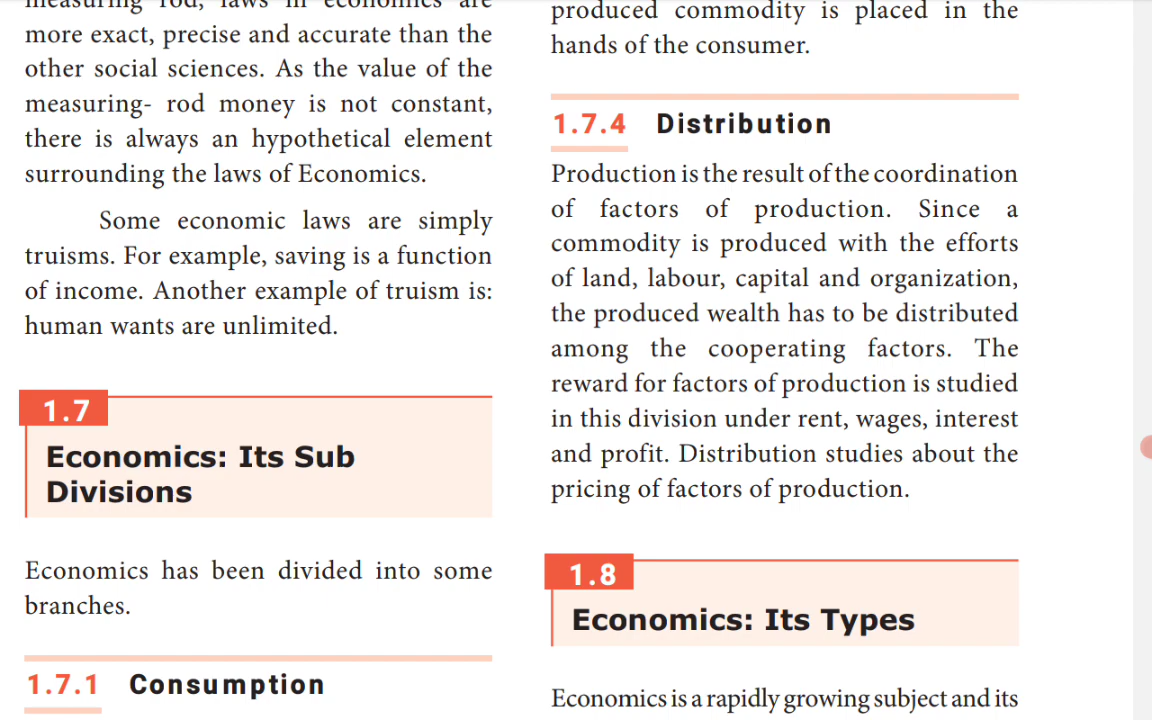 measuring rod, laws in economics are
more exact, precise and accurate than the
other social sciences. As the value of the
measuring- rod money is not constant,
there is always an hypothetical element
surrounding the laws of Economics.
Some economic laws are simply
truisms. For example, saving is a function
of income. Another example of truism is:
human wants are unlimited.
1.7
Economics: Its Sub
Divisions
Economics has been divided into some
branches.
1.7.1 Consumption
produced commodity is placed in the
hands of the consumer.
1.7.4 Distribution
Production is the result of the coordination
of factors of production. Since a
commodity is produced with the efforts
of land, labour, capital and organization,
the produced wealth has to be distributed
among the cooperating factors. The
reward for factors of production is studied
in this division under rent, wages, interest
and profit. Distribution studies about the
pricing of factors of production.
1.8
Economics: Its Types
Economics is a rapidly growing subject and its